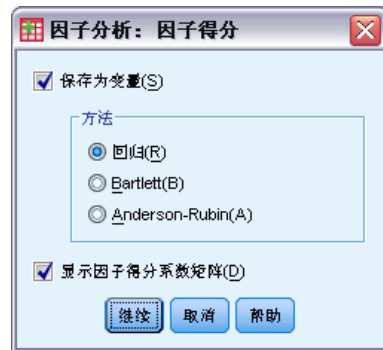 因子分析：因子得分
保存为变量(S)
方法
回归(R)
Bartlett(B)
Anderson-Rubin(A)
显示因子得分系数矩阵(D)
继续 取消 帮助